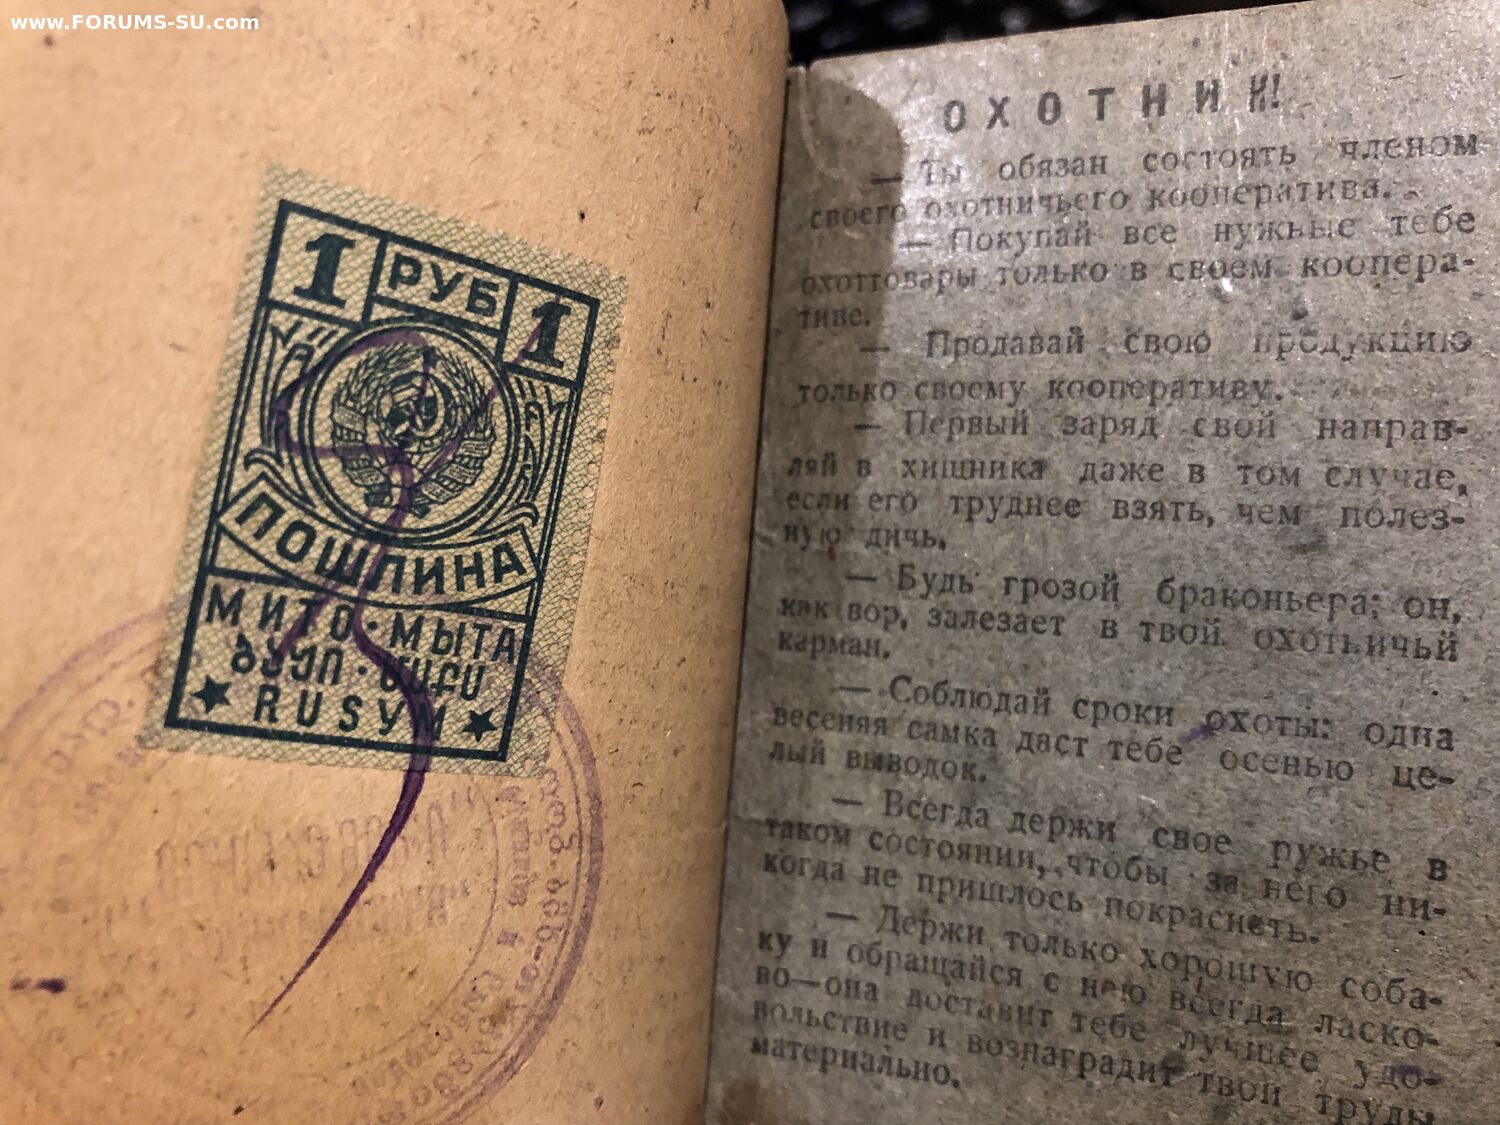 www.FORUMS-SU.com
1 РУБ 1
ПОШЛИНА
МИТО·МЫТА
ბაჟი · ՄԱՔՍ
RUSУM
ОХОТНИК!
— Ты обязан состоять членом
своего охотничьего кооператива.
— Покупай все нужные тебе
охоттовары только в своем коопера-
тиве.
— Продавай свою продукцию
только своему кооперативу.
— Первый заряд свой направ-
ляй в хищника даже в том случае,
если его труднее взять, чем полез-
ную дичь.
— Будь грозой браконьера; он,
как вор, залезает в твой охотничьй
карман.
— Соблюдай сроки охоты: одна
весеняя самка даст тебе осенью це-
лый выводок.
— Всегда держи свое ружье в
таком состоянии, чтобы за него ни-
когда не пришлось покраснеть.
— Держи только хорошую соба-
ку и обращайся с нею всегда ласко-
во—она доставит тебе лучшее удо-
вольствие и вознаградит твои труды
материально.